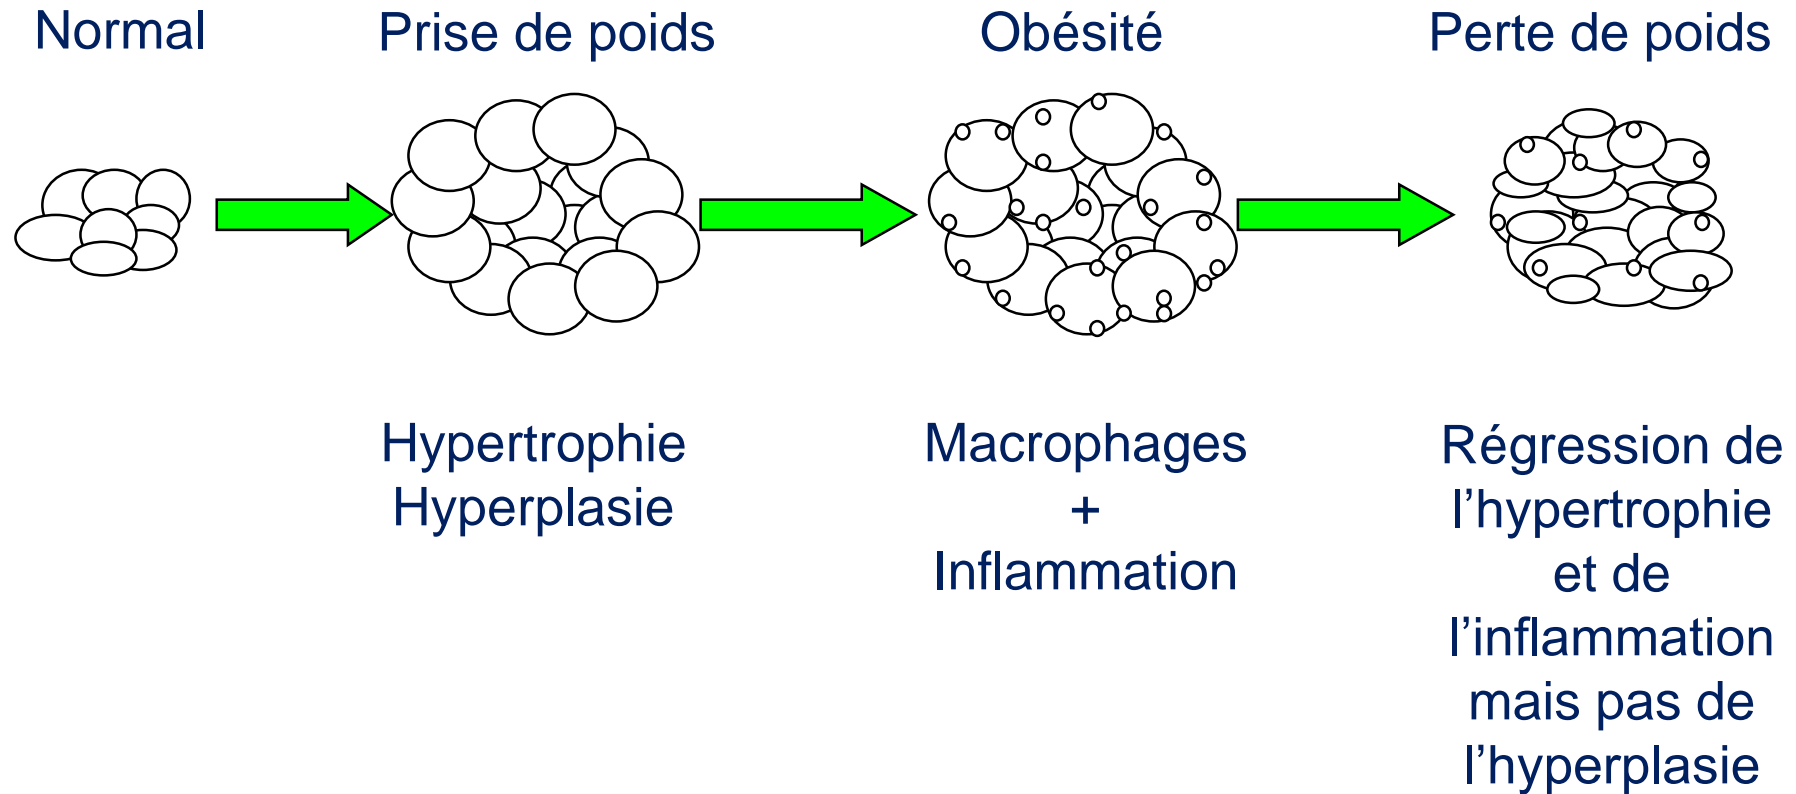 Normal
Prise de poids
Obésité
Perte de poids
Hypertrophie
Hyperplasie
Macrophages
+
Inflammation
Régression de
l’hypertrophie
et de
l’inflammation
mais pas de
l’hyperplasie